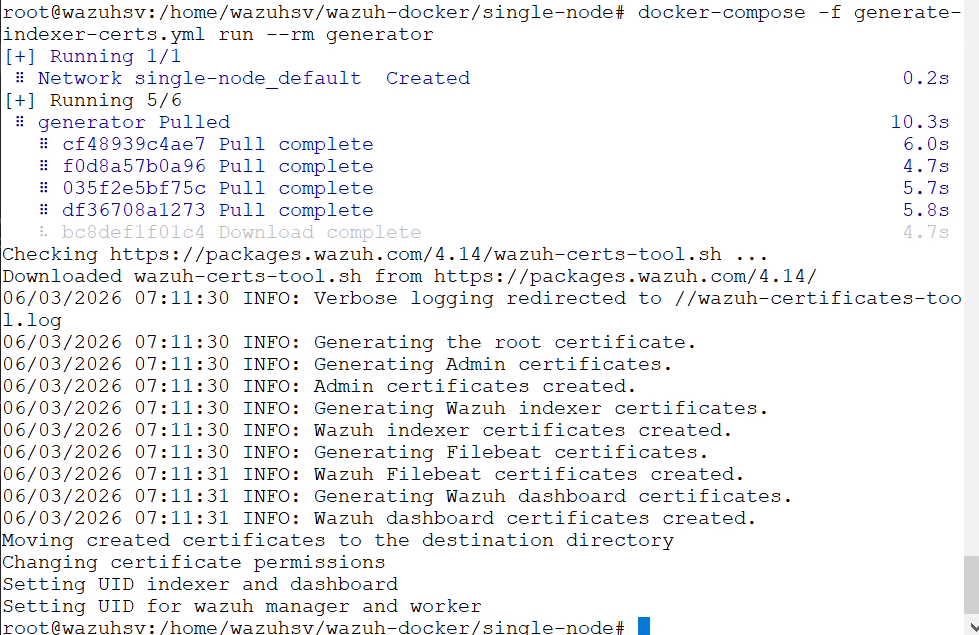 root@wazuhsv:/home/wazuhsv/wazuh-docker/single-node# docker-compose -f generate-
indexer-certs.yml run --rm generator
[+] Running 1/1
⠿ Network single-node_default  Created                                    0.2s
[+] Running 5/6
⠿ generator Pulled                                                       10.3s
⠿ cf48939c4ae7 Pull complete                                            6.0s
⠿ f0d8a57b0a96 Pull complete                                            4.7s
⠿ 035f2e5bf75c Pull complete                                            5.7s
⠿ df36708a1273 Pull complete                                            5.8s
⠦ bc8def1f01c4 Download complete                                        4.7s
Checking https://packages.wazuh.com/4.14/wazuh-certs-tool.sh ...
Downloaded wazuh-certs-tool.sh from https://packages.wazuh.com/4.14/
06/03/2026 07:11:30 INFO: Verbose logging redirected to //wazuh-certificates-too
l.log
06/03/2026 07:11:30 INFO: Generating the root certificate.
06/03/2026 07:11:30 INFO: Generating Admin certificates.
06/03/2026 07:11:30 INFO: Admin certificates created.
06/03/2026 07:11:30 INFO: Generating Wazuh indexer certificates.
06/03/2026 07:11:30 INFO: Wazuh indexer certificates created.
06/03/2026 07:11:30 INFO: Generating Filebeat certificates.
06/03/2026 07:11:31 INFO: Wazuh Filebeat certificates created.
06/03/2026 07:11:31 INFO: Generating Wazuh dashboard certificates.
06/03/2026 07:11:31 INFO: Wazuh dashboard certificates created.
Moving created certificates to the destination directory
Changing certificate permissions
Setting UID indexer and dashboard
Setting UID for wazuh manager and worker
root@wazuhsv:/home/wazuhsv/wazuh-docker/single-node#